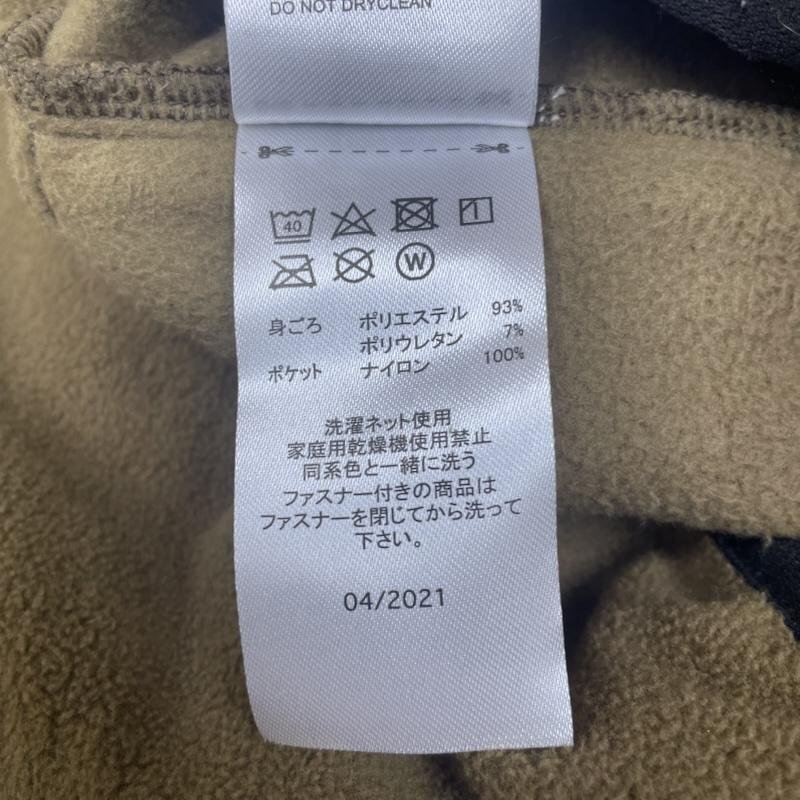 DO NOT DRYCLEAN
40
W
身ごろ ポリエステル 93%
ポリウレタン 7%
ポケット ナイロン 100%
洗濯ネット使用
家庭用乾燥機使用禁止
同系色と一緒に洗う
ファスナー付きの商品は
ファスナーを閉じてから洗って
下さい。
04/2021